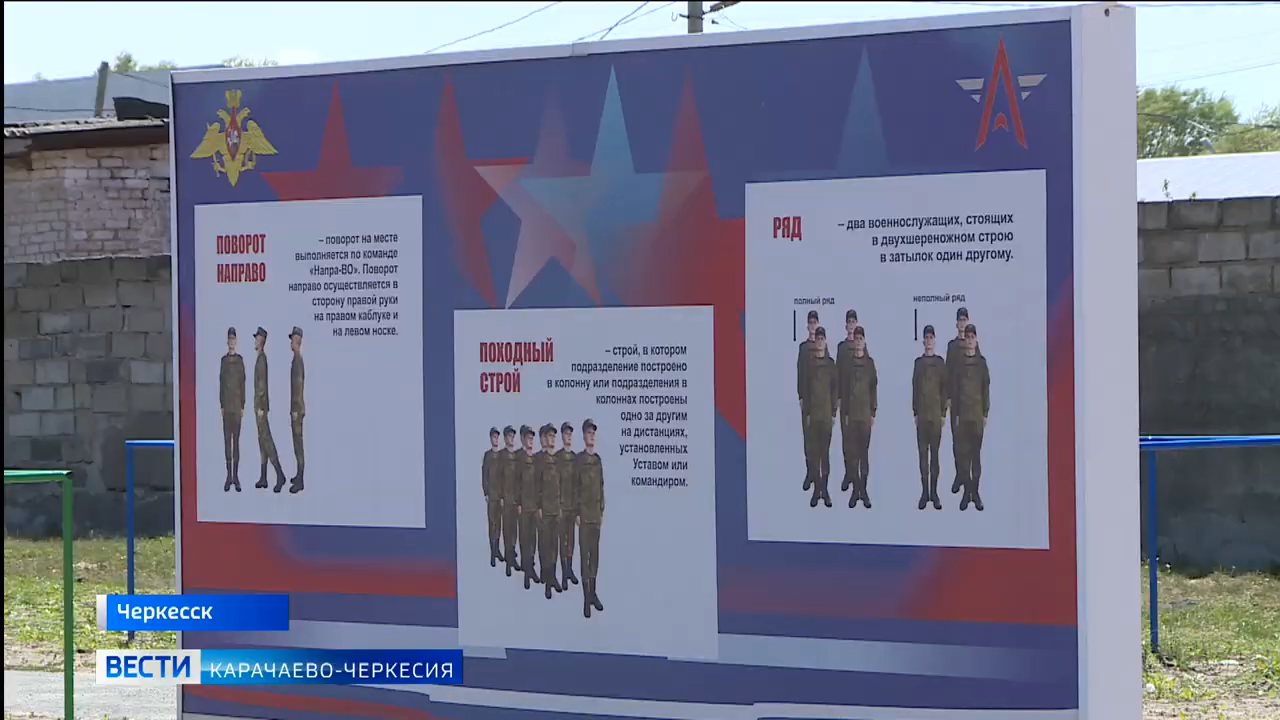 ПОВОРОТ
НАПРАВО
– поворот на месте
выполняется по команде
«Напра-ВО». Поворот
направо осуществляется в
сторону правой руки
на правом каблуке и
на левом носке.
ПОХОДНЫЙ
СТРОЙ
– строй, в котором
подразделение построено
в колонну или подразделения в
колоннах построены
одно за другим
на дистанциях,
установленных
Уставом или
командиром.
РЯД
– два военнослужащих, стоящих
в двухшереножном строю
в затылок один другому.
полный ряд
неполный ряд
Черкесск
ВЕСТИ КАРАЧАЕВО-ЧЕРКЕСИЯ